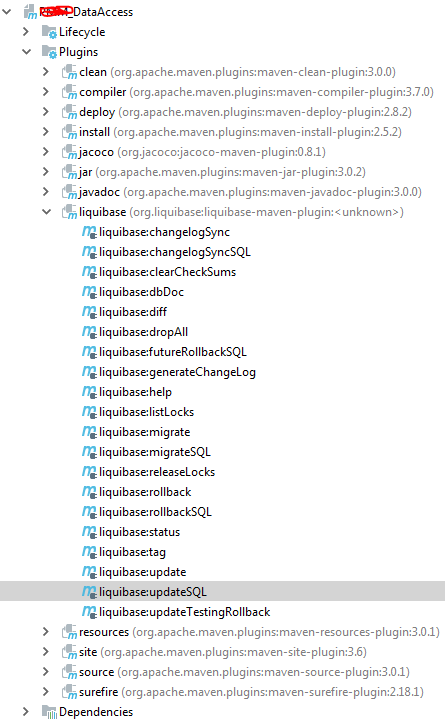 _DataAccess
Lifecycle
Plugins
clean (org.apache.maven.plugins:maven-clean-plugin:3.0.0)
compiler (org.apache.maven.plugins:maven-compiler-plugin:3.7.0)
deploy (org.apache.maven.plugins:maven-deploy-plugin:2.8.2)
install (org.apache.maven.plugins:maven-install-plugin:2.5.2)
jacoco (org.jacoco:jacoco-maven-plugin:0.8.1)
jar (org.apache.maven.plugins:maven-jar-plugin:3.0.2)
javadoc (org.apache.maven.plugins:maven-javadoc-plugin:3.0.0)
liquibase (org.liquibase:liquibase-maven-plugin:<unknown>)
liquibase:changelogSync
liquibase:changelogSyncSQL
liquibase:clearCheckSums
liquibase:dbDoc
liquibase:diff
liquibase:dropAll
liquibase:futureRollbackSQL
liquibase:generateChangeLog
liquibase:help
liquibase:listLocks
liquibase:migrate
liquibase:migrateSQL
liquibase:releaseLocks
liquibase:rollback
liquibase:rollbackSQL
liquibase:status
liquibase:tag
liquibase:update
liquibase:updateSQL
liquibase:updateTestingRollback
resources (org.apache.maven.plugins:maven-resources-plugin:3.0.1)
site (org.apache.maven.plugins:maven-site-plugin:3.6)
source (org.apache.maven.plugins:maven-source-plugin:3.0.1)
surefire (org.apache.maven.plugins:maven-surefire-plugin:2.18.1)
Dependencies